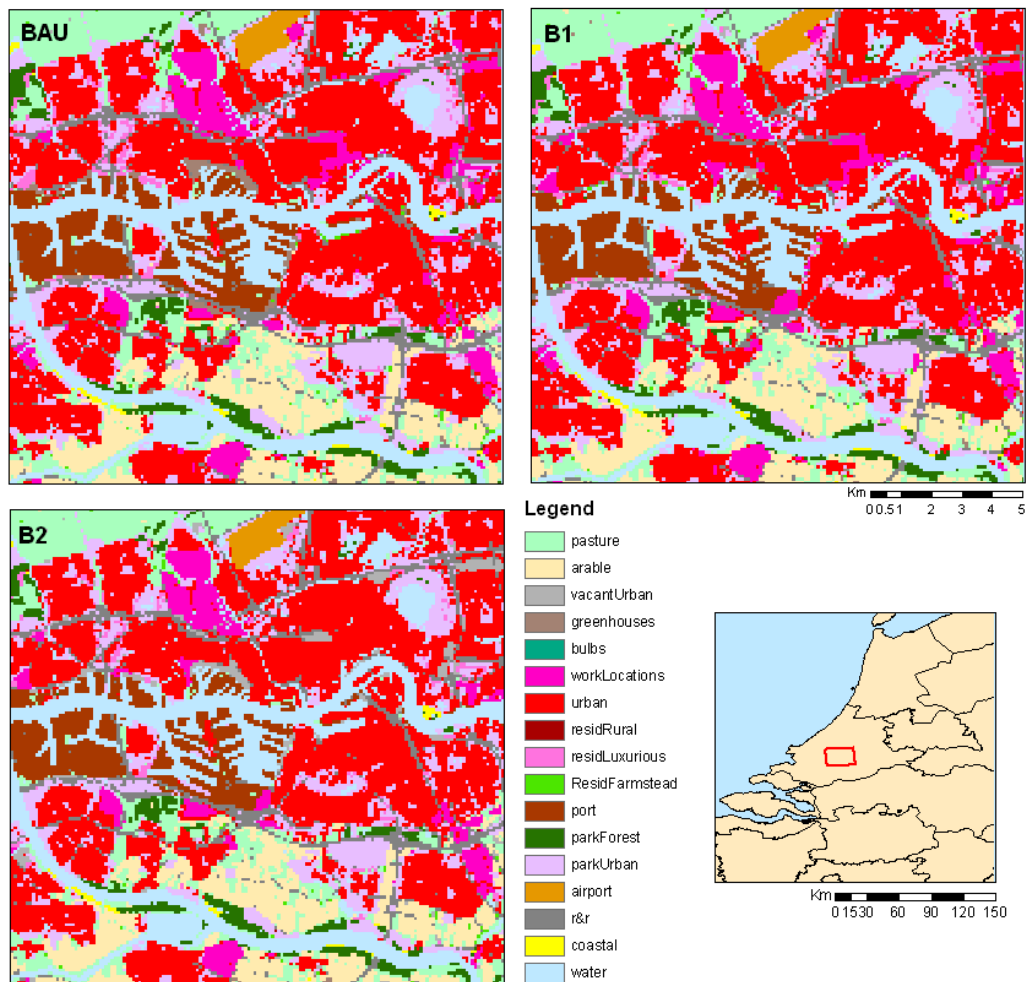 BAU
B1
Km
0 0.5 1 2 3 4 5
B2
Legend
pasture
arable
vacantUrban
greenhouses
bulbs
workLocations
urban
residRural
residLuxurious
ResidFarmstead
port
parkForest
parkUrban
airport
r&r
coastal
water
Km
0 15 30 60 90 120 150